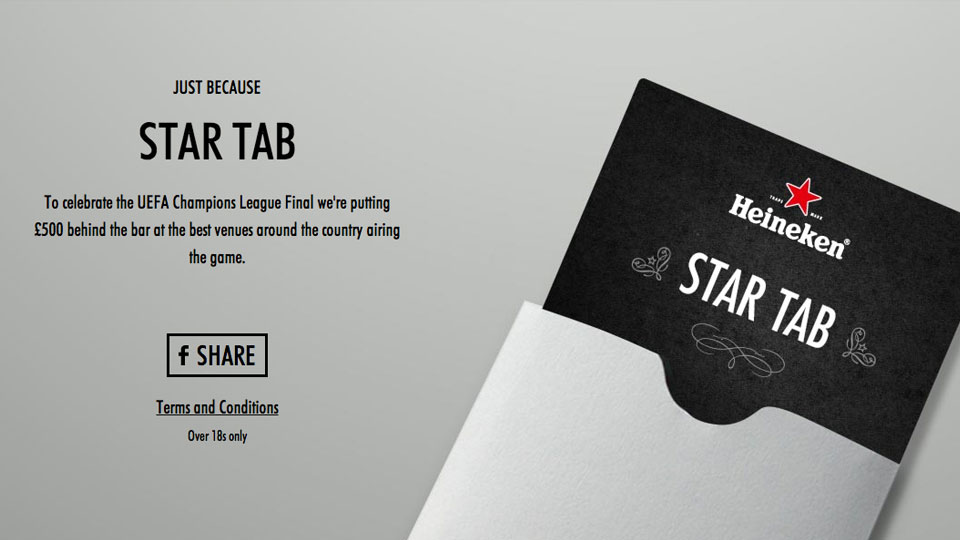 JUST BECAUSE
STAR TAB
To celebrate the UEFA Champions League Final we're putting
£500 behind the bar at the best venues around the country airing
the game.
f SHARE
Terms and Conditions
Over 18s only
TRADE MARK
Heineken®
STAR TAB